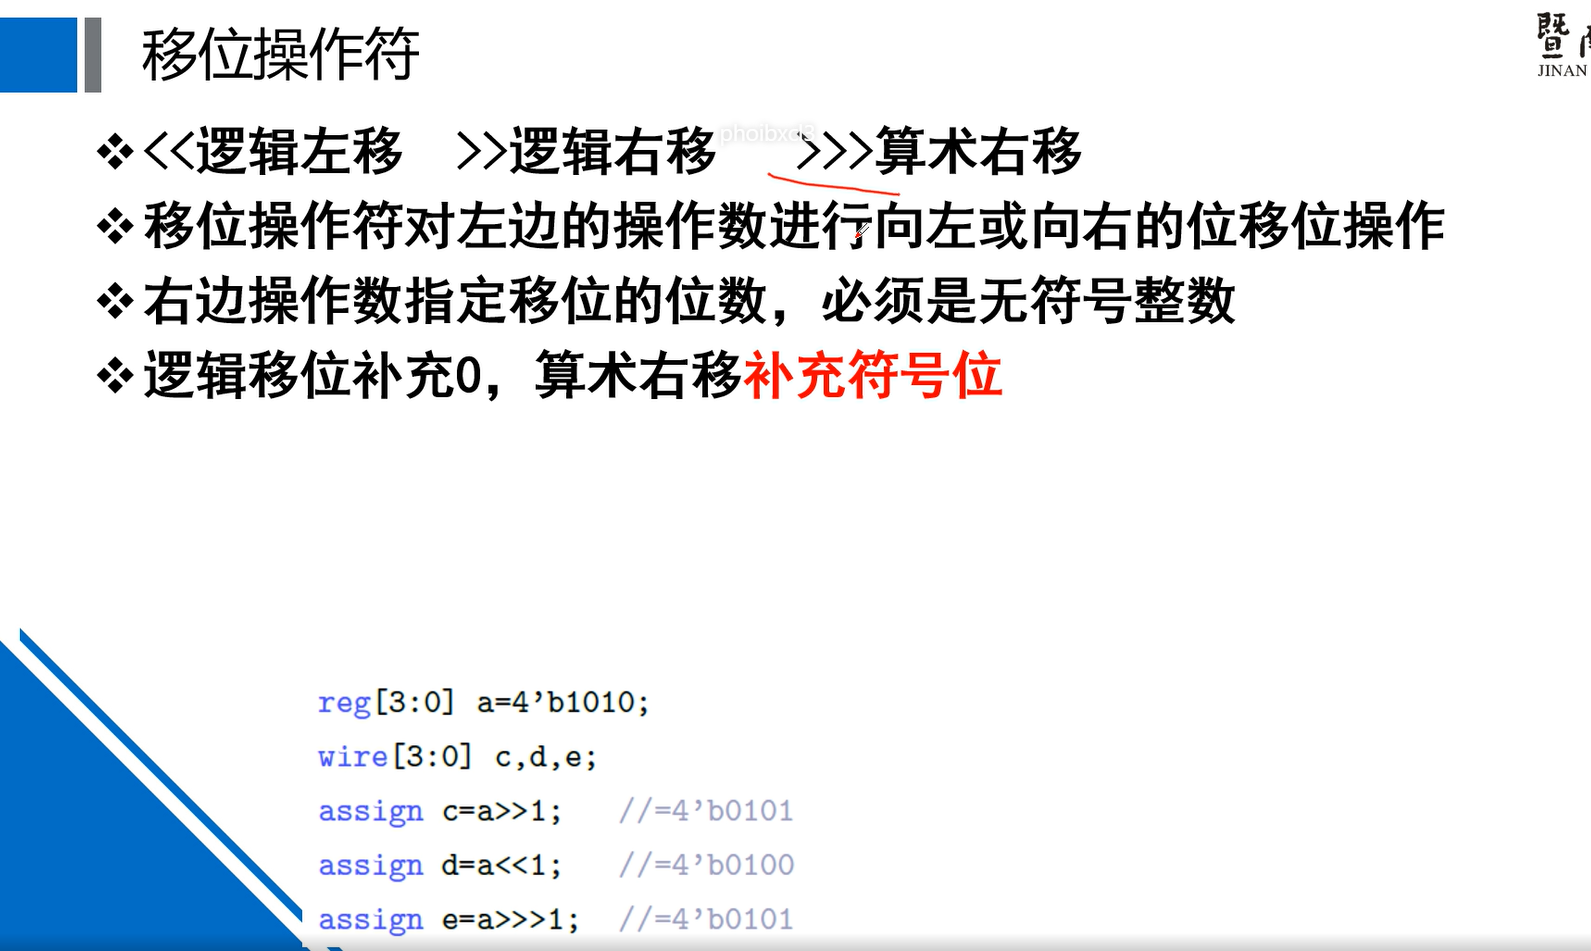 移位操作符
JINAN
<<逻辑左移 >>逻辑右移 >>>算术右移
移位操作符对左边的操作数进行向左或向右的位移位操作
右边操作数指定移位的位数，必须是无符号整数
逻辑移位补充0，算术右移补充符号位
reg[3:0] a=4’b1010;
wire[3:0] c,d,e;
assign c=a>>1; //=4’b0101
assign d=a<<1; //=4’b0100
assign e=a>>>1; //=4’b0101